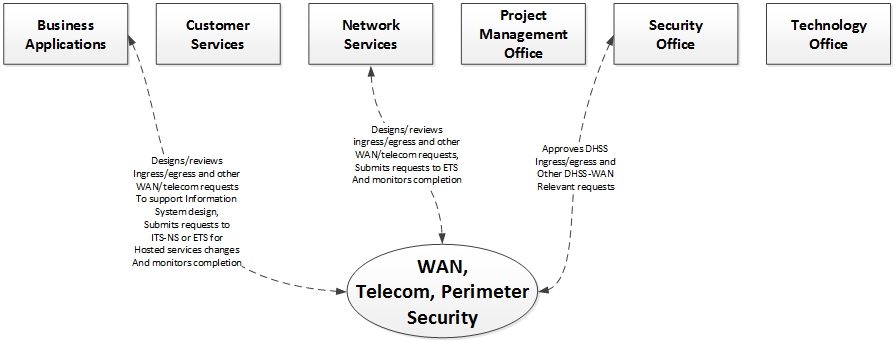 Business
Applications
Customer
Services
Network
Services
Project
Management
Office
Security
Office
Technology
Office
Designs/reviews
Ingress/egress and other
WAN/telecom requests
To support Information
System design,
Submits requests to
ITS-NS or ETS for
Hosted services changes
And monitors completion
Designs/reviews
ingress/egress and other
WAN/telecom requests,
Submits requests to ETS
And monitors completion
Approves DHSS
Ingress/egress and
Other DHSS-WAN
Relevant requests
WAN,
Telecom, Perimeter
Security